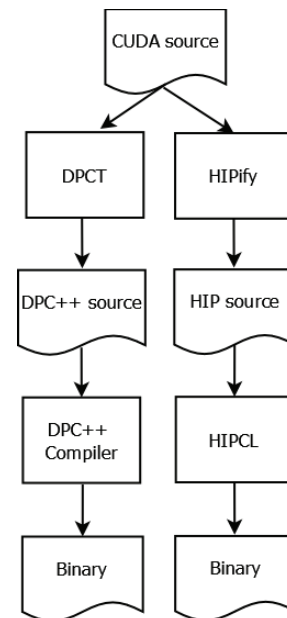 CUDA source
DPCT
HIPify
DPC++ source
HIP source
DPC++
Compiler
HIPCL
Binary
Binary